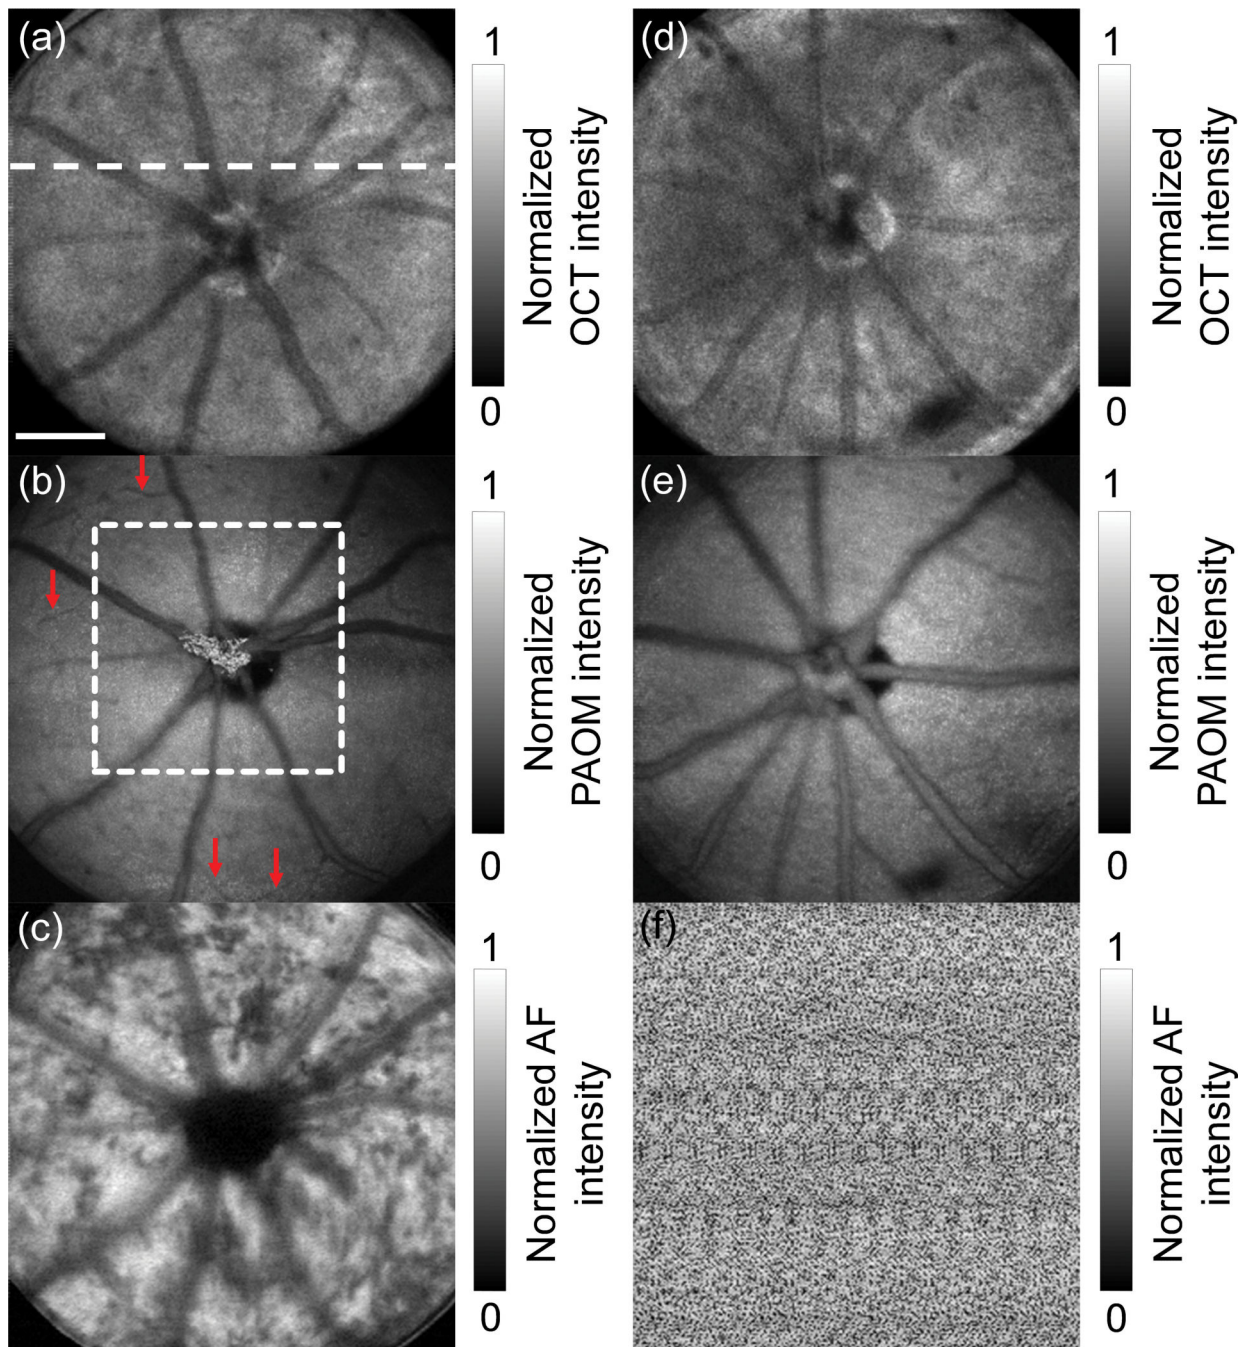 (a)
1
Normalized
OCT intensity
0
(d)
1
Normalized
OCT intensity
0
(b)
1
Normalized
PAOM intensity
0
(e)
1
Normalized
PAOM intensity
0
(c)
1
Normalized AF
intensity
0
(f)
1
Normalized AF
intensity
0